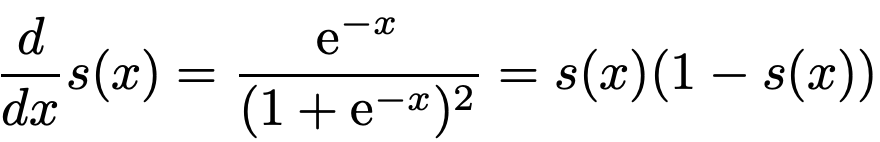 d/dx s(x) = e^{−x}/(1 + e^{−x})^2 = s(x)(1 − s(x))